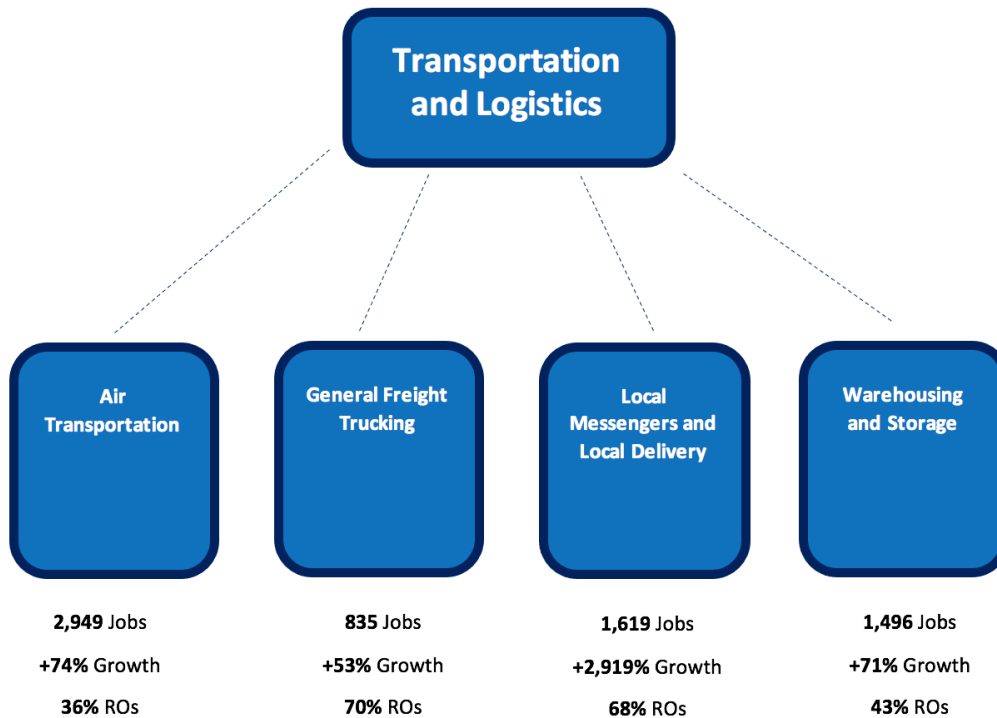 Transportation
and Logistics
Air
Transportation
General Freight
Trucking
Local
Messengers and
Local Delivery
Warehousing
and Storage
2,949 Jobs
+74% Growth
36% ROs
835 Jobs
+53% Growth
70% ROs
1,619 Jobs
+2,919% Growth
68% ROs
1,496 Jobs
+71% Growth
43% ROs